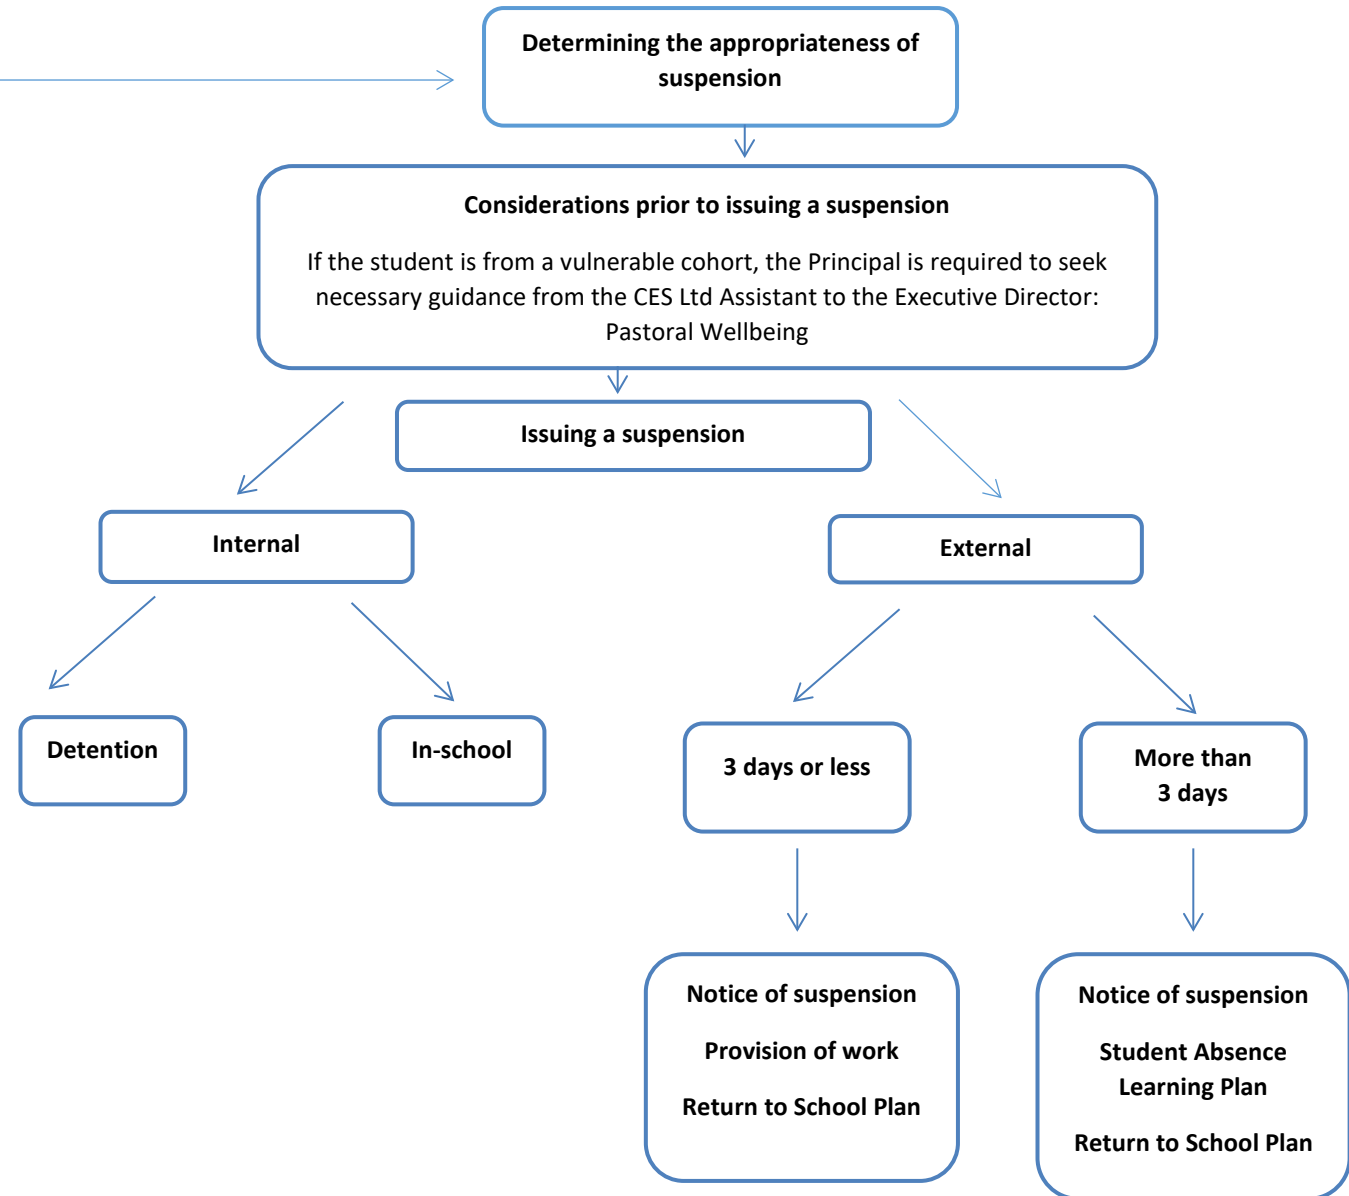 Determining the appropriateness of
suspension
Considerations prior to issuing a suspension
If the student is from a vulnerable cohort, the Principal is required to seek
necessary guidance from the CES Ltd Assistant to the Executive Director:
Pastoral Wellbeing
Issuing a suspension
Internal
External
Detention
In-school
3 days or less
More than
3 days
Notice of suspension
Provision of work
Return to School Plan
Notice of suspension
Student Absence
Learning Plan
Return to School Plan